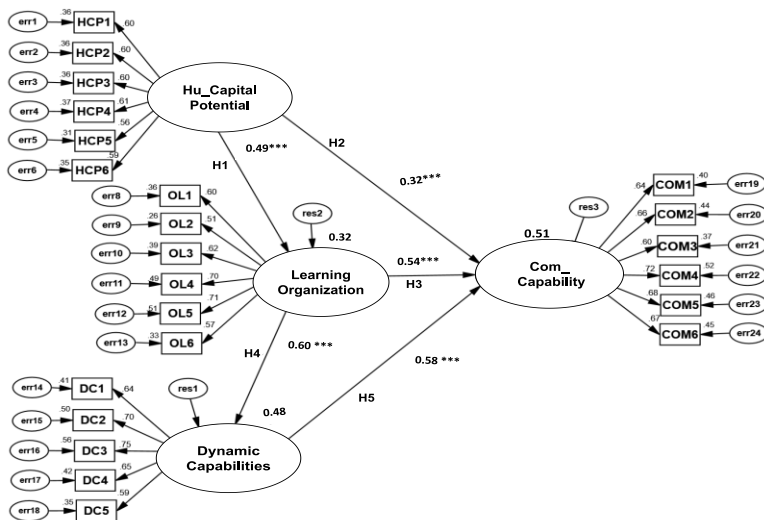 err1 .36 HCP1 .60
err2 .36 HCP2 .60
err3 .36 HCP3 .60
err4 .37 HCP4 .61
err5 .31 HCP5 .56
err6 .35 HCP6 .59
Hu_Capital
Potential
H1
0.49***
H2
0.32***
err8 .36 OL1 .60
err9 .26 OL2 .51
err10 .39 OL3 .62
err11 .49 OL4 .70
err12 .51 OL5 .71
err13 .33 OL6 .57
res2
0.32
Learning
Organization
0.54***
H3
res3
0.51
Com_
Capability
.64 COM1 .40 err19
.66 COM2 .44 err20
.60 COM3 .37 err21
.72 COM4 .52 err22
.68 COM5 .46 err23
.67 COM6 .45 err24
H4
0.60 ***
0.58 ***
H5
err14 .41 DC1 .64
err15 .50 DC2 .70
err16 .56 DC3 .75
err17 .42 DC4 .65
err18 .35 DC5 .59
res1
0.48
Dynamic
Capabilities